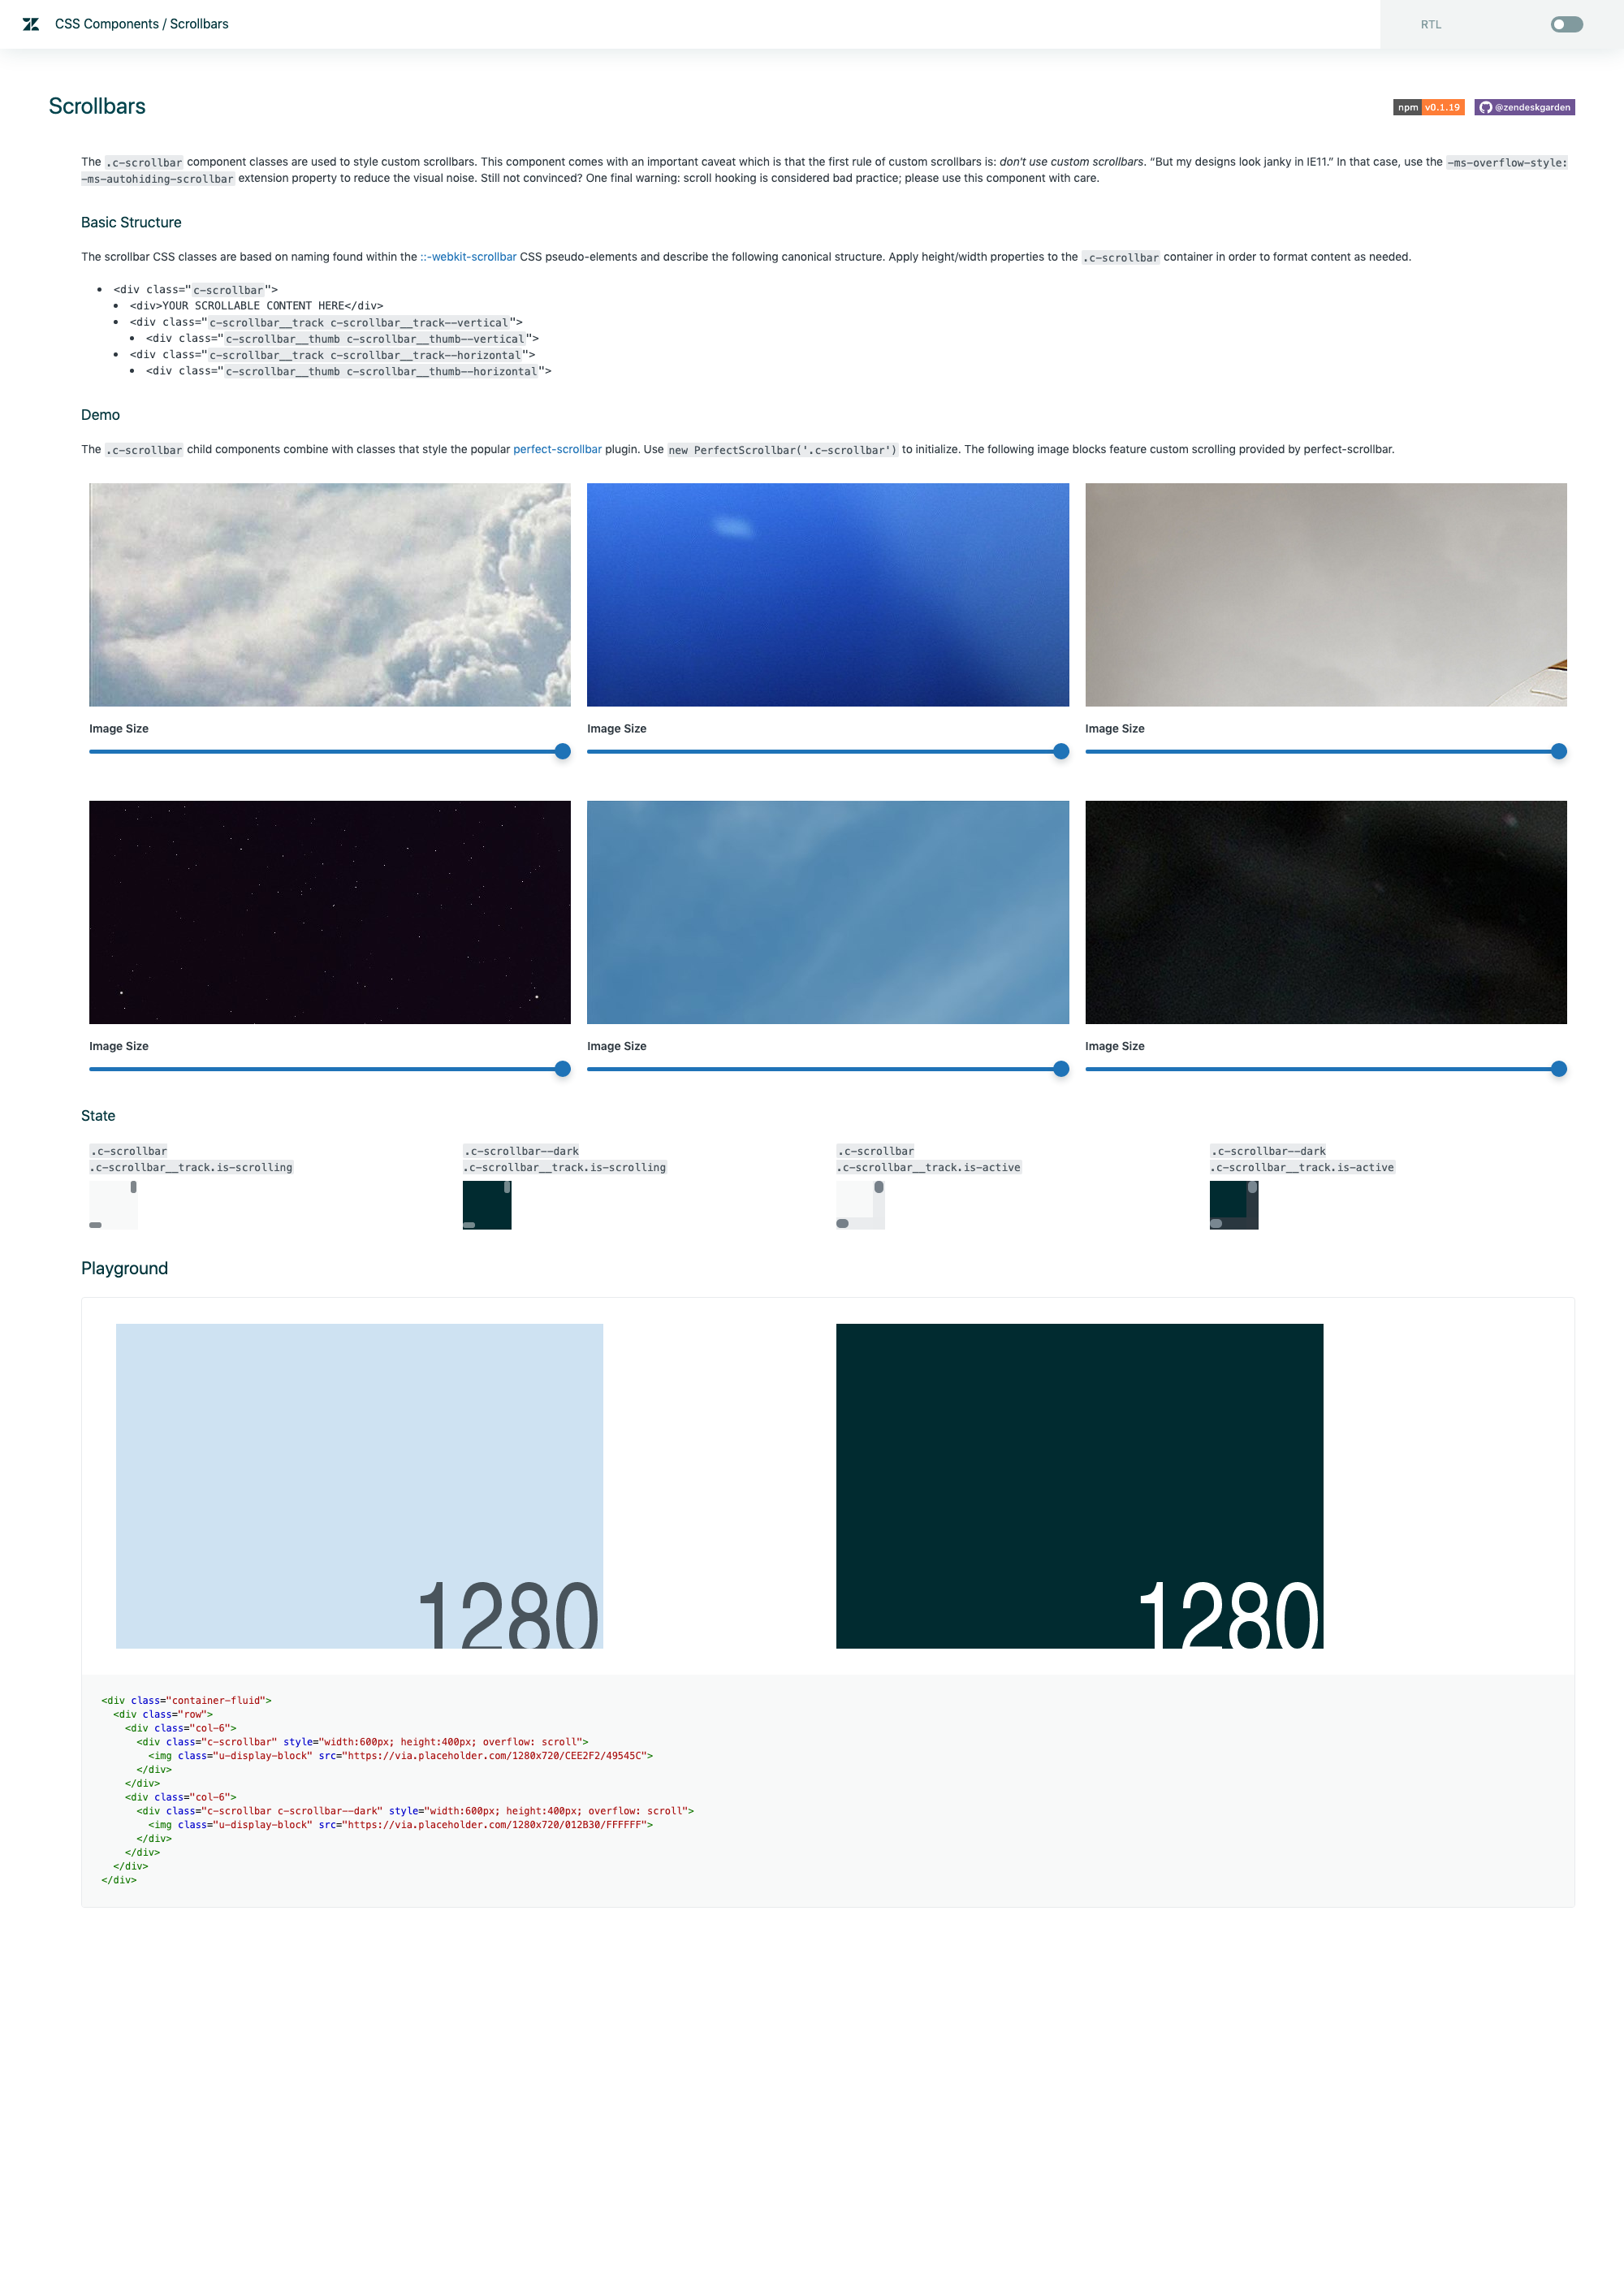 CSS Components / Scrollbars
RTL
Scrollbars
npm v0.1.19
@zendeskgarden
The .c-scrollbar component classes are used to style custom scrollbars. This component comes with an important caveat which is that the first rule of custom scrollbars is: don't use custom scrollbars. “But my designs look janky in IE11.” In that case, use the -ms-overflow-style:
-ms-autohiding-scrollbar extension property to reduce the visual noise. Still not convinced? One final warning: scroll hooking is considered bad practice; please use this component with care.
Basic Structure
The scrollbar CSS classes are based on naming found within the ::-webkit-scrollbar CSS pseudo-elements and describe the following canonical structure. Apply height/width properties to the .c-scrollbar container in order to format content as needed.
<div class="c-scrollbar">
<div>YOUR SCROLLABLE CONTENT HERE</div>
<div class="c-scrollbar__track c-scrollbar__track--vertical">
<div class="c-scrollbar__thumb c-scrollbar__thumb--vertical">
<div class="c-scrollbar__track c-scrollbar__track--horizontal">
<div class="c-scrollbar__thumb c-scrollbar__thumb--horizontal">
Demo
The .c-scrollbar child components combine with classes that style the popular perfect-scrollbar plugin. Use new PerfectScrollbar('.c-scrollbar') to initialize. The following image blocks feature custom scrolling provided by perfect-scrollbar.
Image Size
Image Size
Image Size
Image Size
Image Size
Image Size
State
.c-scrollbar
.c-scrollbar__track.is-scrolling
.c-scrollbar--dark
.c-scrollbar__track.is-scrolling
.c-scrollbar
.c-scrollbar__track.is-active
.c-scrollbar--dark
.c-scrollbar__track.is-active
Playground
1280
1280
<div class="container-fluid">
<div class="row">
<div class="col-6">
<div class="c-scrollbar" style="width:600px; height:400px; overflow: scroll">
<img class="u-display-block" src="https://via.placeholder.com/1280x720/CEE2F2/49545C">
</div>
</div>
<div class="col-6">
<div class="c-scrollbar c-scrollbar--dark" style="width:600px; height:400px; overflow: scroll">
<img class="u-display-block" src="https://via.placeholder.com/1280x720/012B30/FFFFFF">
</div>
</div>
</div>
</div>